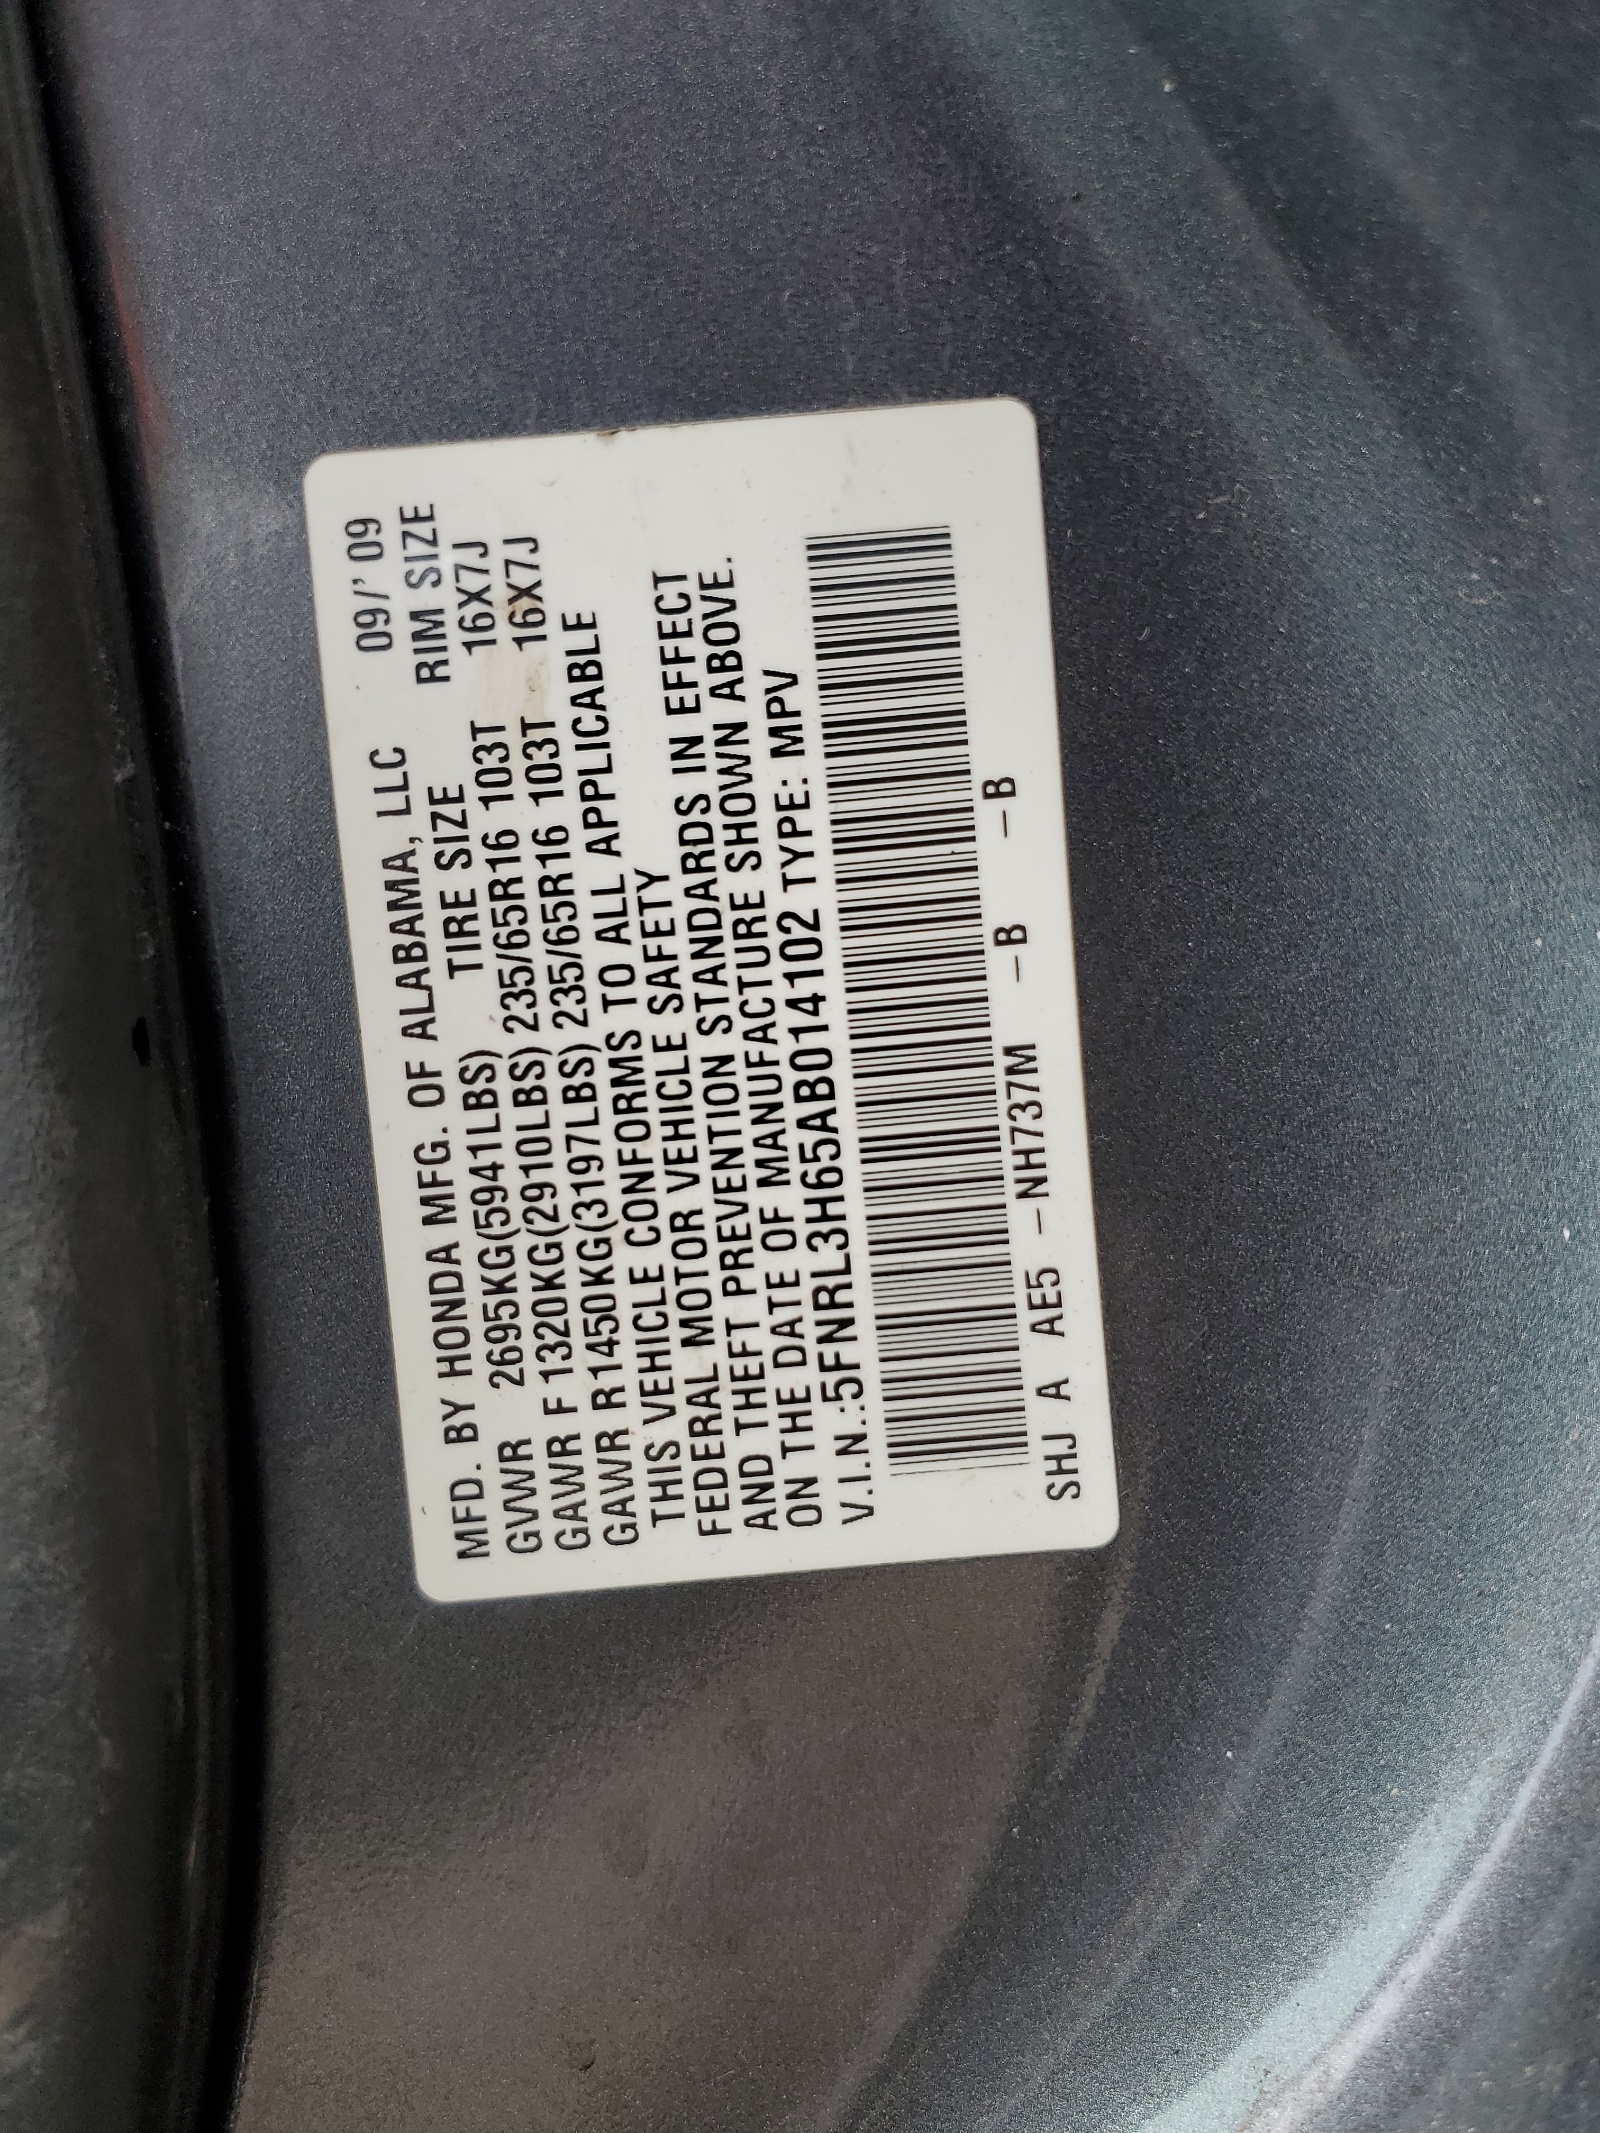 MFD. BY HONDA MFG. OF ALABAMA, LLC 09/' 09
TIRE SIZE RIM SIZE
GVWR 2695KG(5941LBS) 235/65R16 103T 16X7J
GAWR F 1320KG(2910LBS) 235/65R16 103T 16X7J
GAWR R1450KG(3197LBS)
THIS VEHICLE CONFORMS TO ALL APPLICABLE
FEDERAL MOTOR VEHICLE SAFETY
AND THEFT PREVENTION STANDARDS IN EFFECT
ON THE DATE OF MANUFACTURE SHOWN ABOVE.
V.I.N.:5FNRL3H65AB014102 TYPE: MPV
SHJ A AE5 -NH737M -B -B